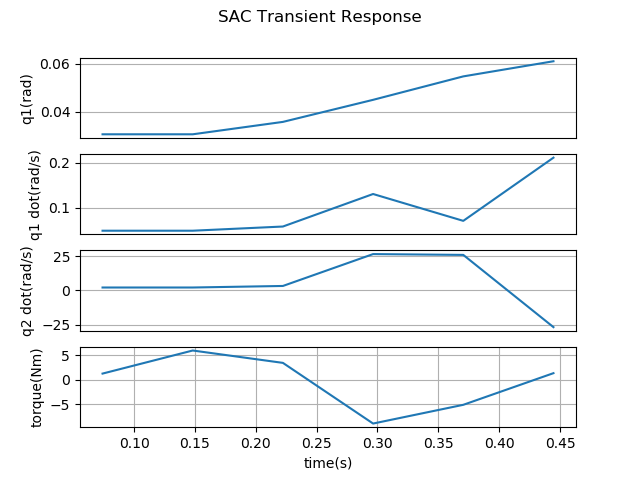 SAC Transient Response
q1(rad)
0.06
0.04
q1 dot(rad/s)
0.2
0.1
q2 dot(rad/s)
25
0
−25
torque(Nm)
5
0
−5
0.10 0.15 0.20 0.25 0.30 0.35 0.40 0.45
time(s)